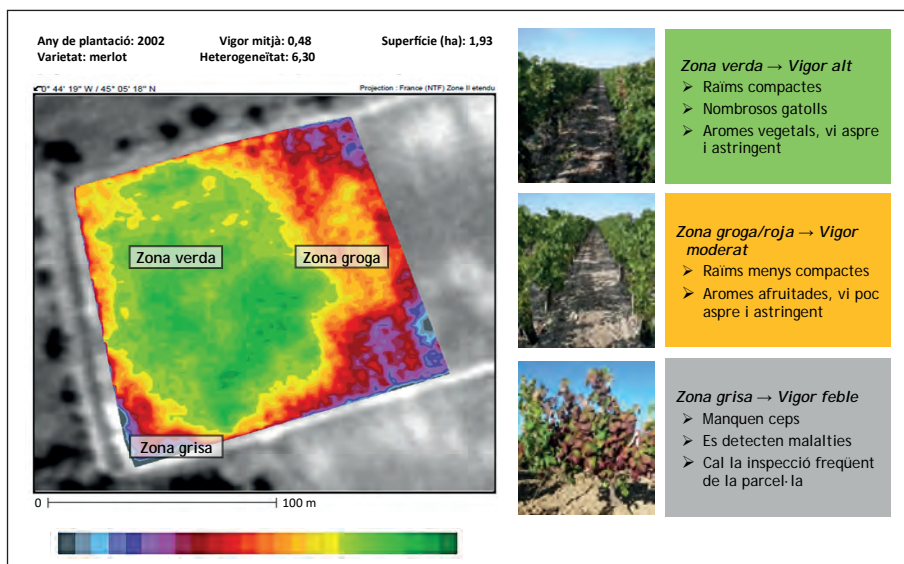 Any de plantació: 2002
Vigor mitjà: 0,48
Superfície (ha): 1,93
Varietat: merlot
Heterogeneïtat: 6,30
0° 44' 19" W / 45° 05' 18" N
Projection : France (NTF) Zone II etendu
Zona verda
Zona groga
Zona grisa
0
100 m
Zona verda → Vigor alt
➢ Raïms compactes
➢ Nombrosos gatolls
➢ Aromes vegetals, vi aspre
i astringent
Zona groga/roja → Vigor
moderat
➢ Raïms menys compactes
➢ Aromes afruitades, vi poc
aspre i astringent
Zona grisa → Vigor feble
➢ Manquen ceps
➢ Es detecten malalties
➢ Cal la inspecció freqüent
de la parcel·la